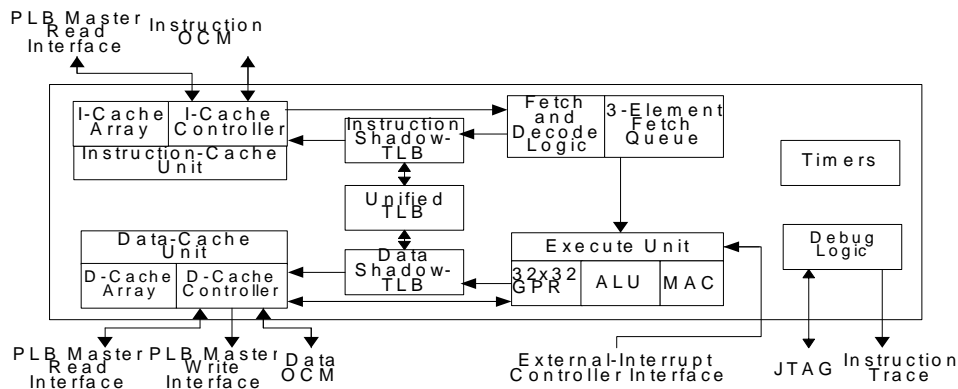 PLB Master
Read
Interface
Instruction
OCM
I-Cache
Array
I-Cache
Controller
Instruction-Cache
Unit
Instruction
Shadow-
TLB
Fetch
and
Decode
Logic
3-Element
Fetch
Queue
Timers
Unified
TLB
Data-Cache
Unit
D-Cache
Array
D-Cache
Controller
Data
Shadow-
TLB
Execute Unit
32x32
GPR
ALU
MAC
Debug
Logic
PLB Master
Read
Interface
PLB Master
Write
Interface
Data
OCM
External-Interrupt
Controller Interface
JTAG
Instruction
Trace